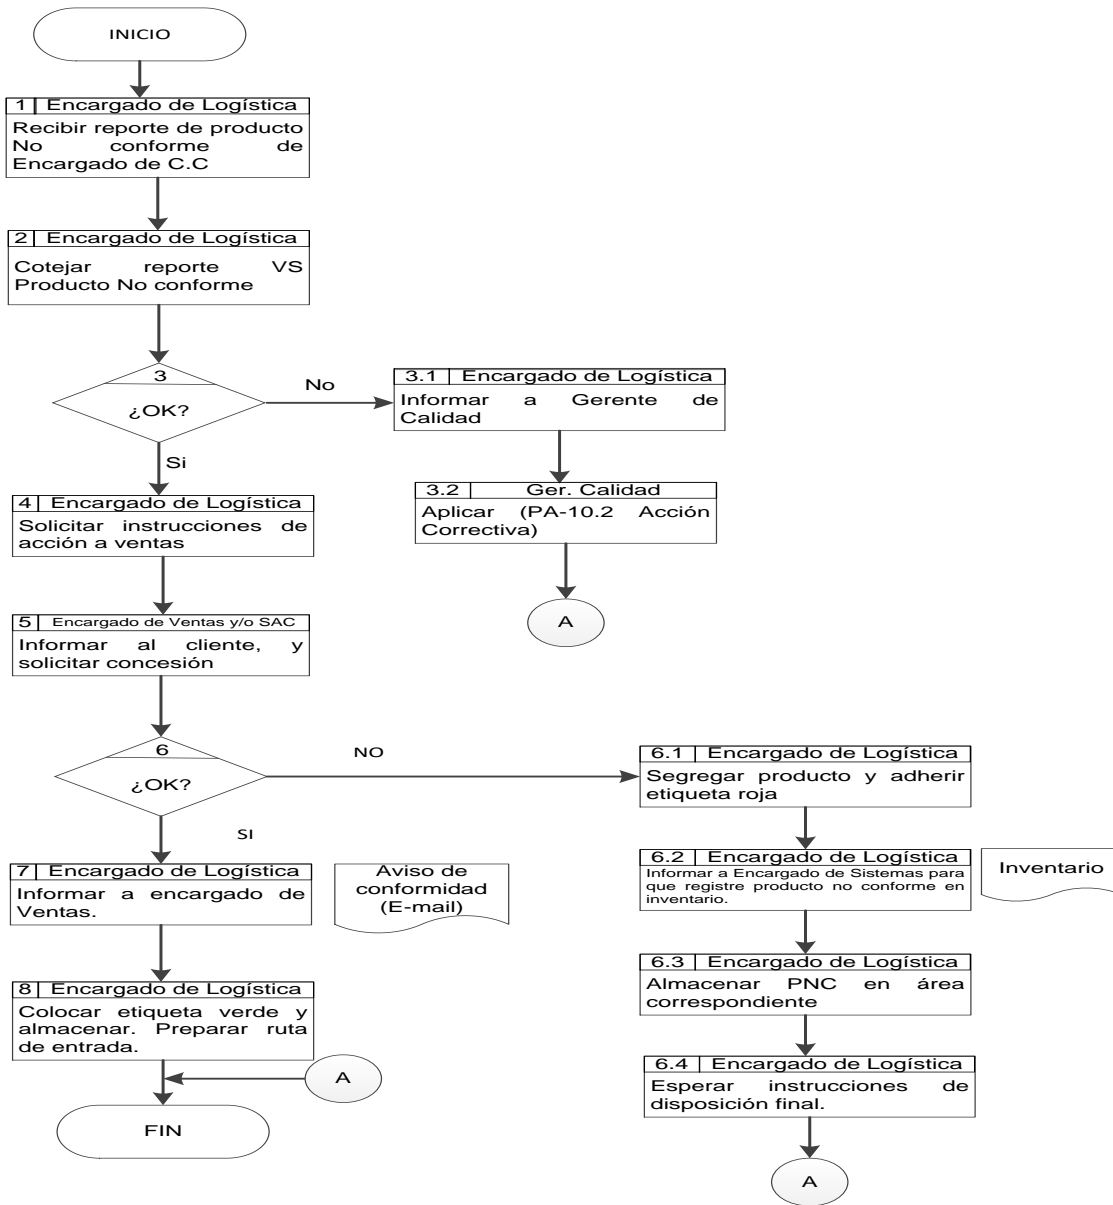 INICIO
1 Encargado de Logística
Recibir reporte de producto
No conforme de
Encargado de C.C
2 Encargado de Logística
Cotejar reporte VS
Producto No conforme
3
¿OK?
No
Si
3.1 Encargado de Logística
Informar a Gerente de
Calidad
3.2 Ger. Calidad
Aplicar (PA-10.2 Acción
Correctiva)
A
4 Encargado de Logística
Solicitar instrucciones de
acción a ventas
5 Encargado de Ventas y/o SAC
Informar al cliente, y
solicitar concesión
6
¿OK?
NO
SI
6.1 Encargado de Logística
Segregar producto y adherir
etiqueta roja
6.2 Encargado de Logística
Informar a Encargado de Sistemas para
que registre producto no conforme en
inventario.
Inventario
6.3 Encargado de Logística
Almacenar PNC en área
correspondiente
6.4 Encargado de Logística
Esperar instrucciones de
disposición final.
A
7 Encargado de Logística
Informar a encargado de
Ventas.
Aviso de
conformidad
(E-mail)
8 Encargado de Logística
Colocar etiqueta verde y
almacenar. Preparar ruta
de entrada.
A
FIN